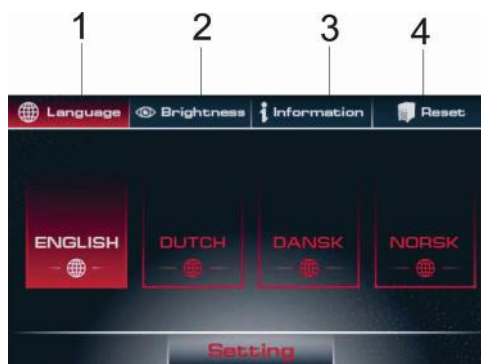 1 2 3 4
Language Brightness Information Reset
ENGLISH DUTCH DANSK NORSK
Setting